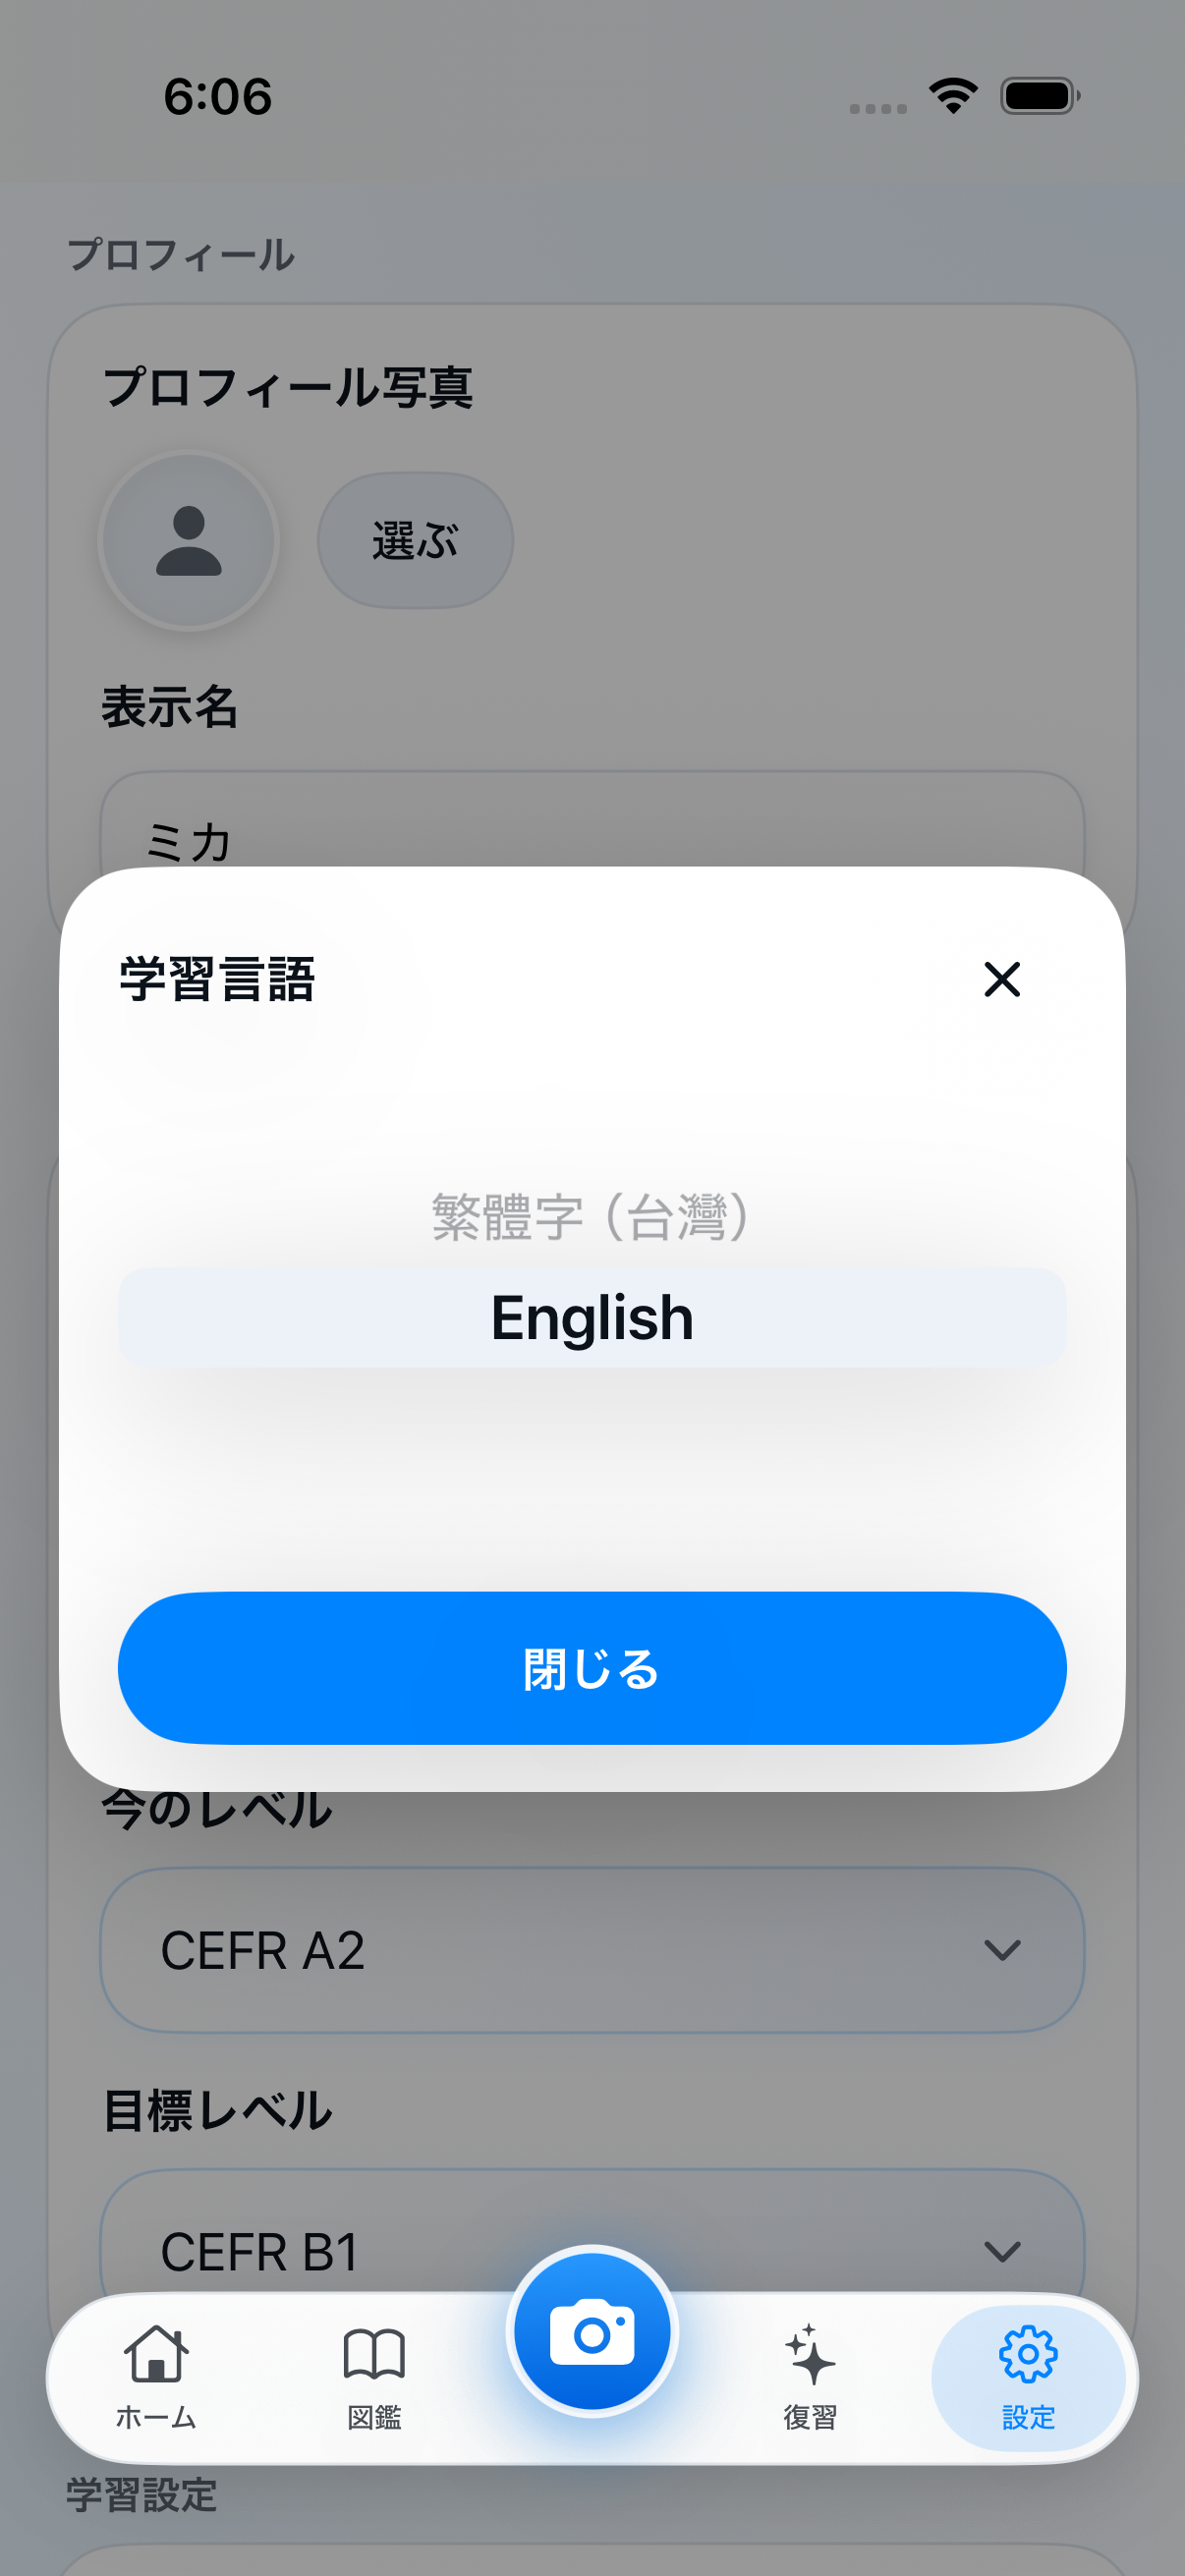 6:06
プロフィール
プロフィール写真
選ぶ
表示名
ミカ
学習言語
繁體字（台灣）
English
閉じる
今のレベル
CEFR A2
目標レベル
CEFR B1
ホーム
図鑑
復習
設定
学習設定